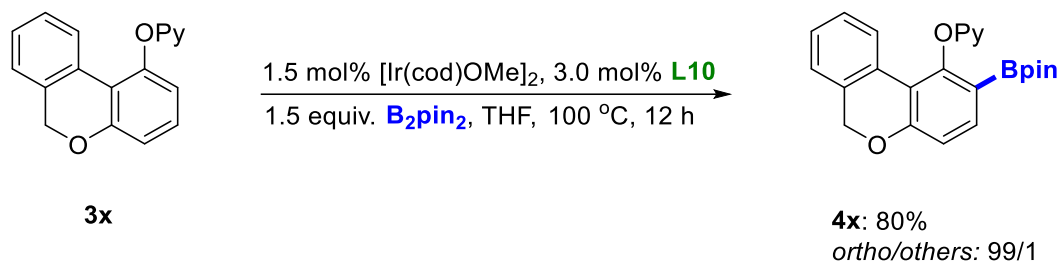 OPy
O
3x
1.5 mol% [Ir(cod)OMe]2, 3.0 mol% L10
1.5 equiv. B2pin2, THF, 100 °C, 12 h
OPy
Bpin
O
4x: 80%
ortho/others: 99/1